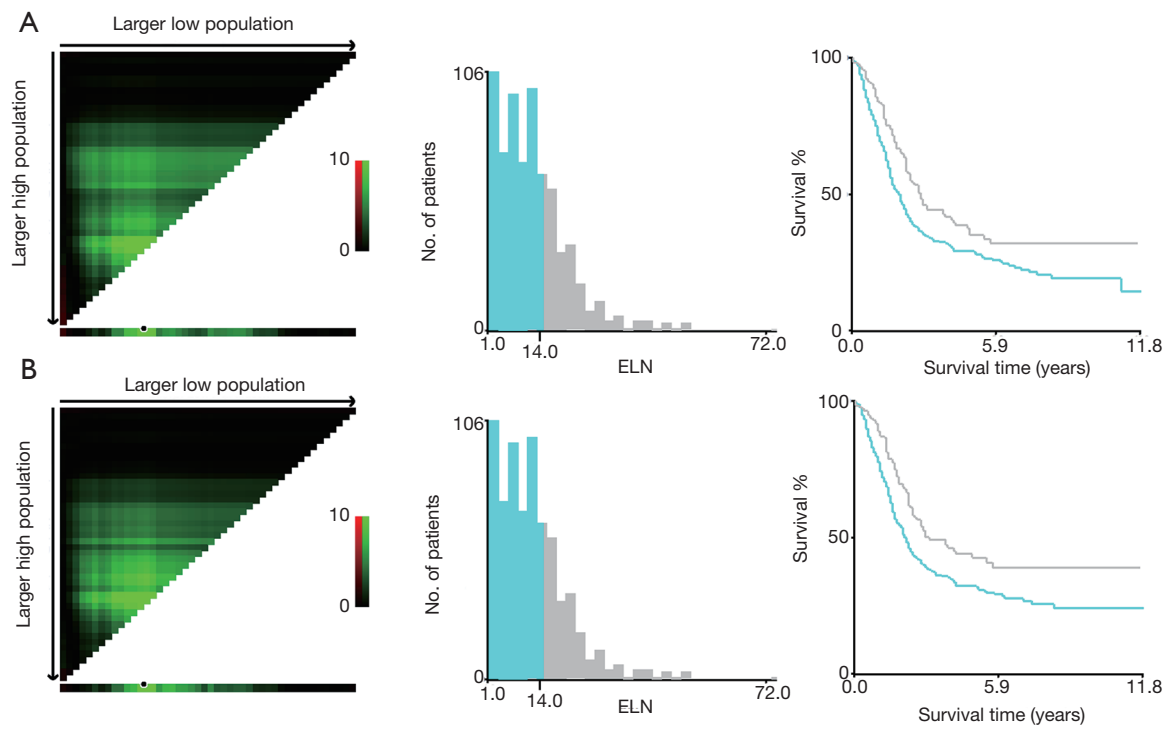 A
Larger low population
Larger high population
10
0
106
No. of patients
0
1.0
14.0
72.0
ELN
100
Survival %
50
0
0.0
5.9
11.8
Survival time (years)
B
Larger low population
Larger high population
10
0
106
No. of patients
0
1.0
14.0
72.0
ELN
100
Survival %
50
0
0.0
5.9
11.8
Survival time (years)